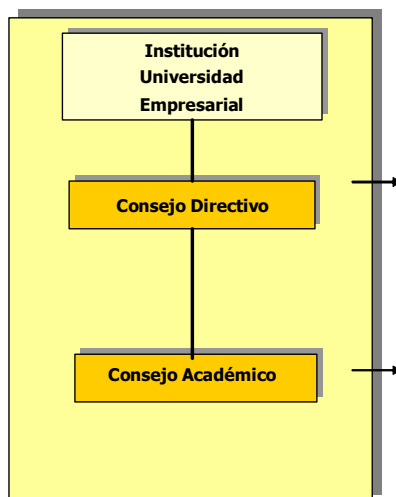 Institución
Universidad
Empresarial
Consejo Directivo
Consejo Académico